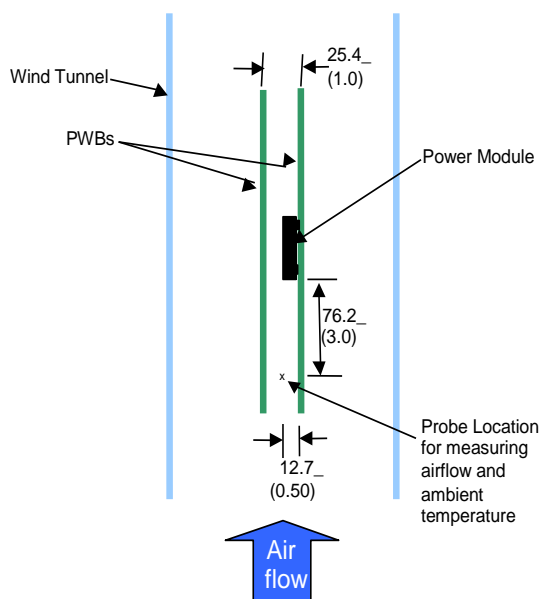 25.4_
(1.0)
Wind Tunnel
PWBs
Power Module
76.2_
(3.0)
x
Probe Location
for measuring
airflow and
ambient
temperature
12.7_
(0.50)
Air
flow